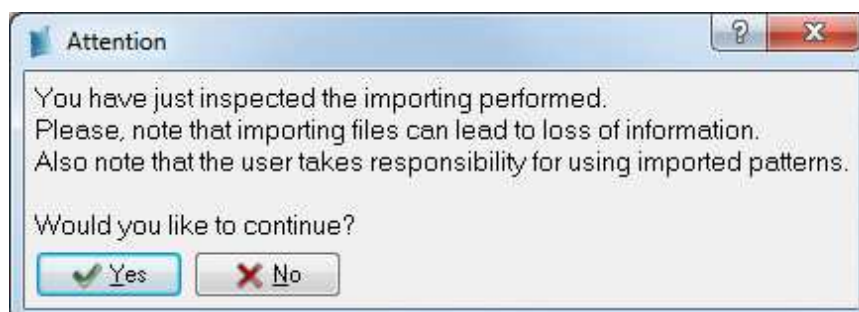 Attention
You have just inspected the importing performed.
Please, note that importing files can lead to loss of information.
Also note that the user takes responsibility for using imported patterns.
Would you like to continue?
Yes No